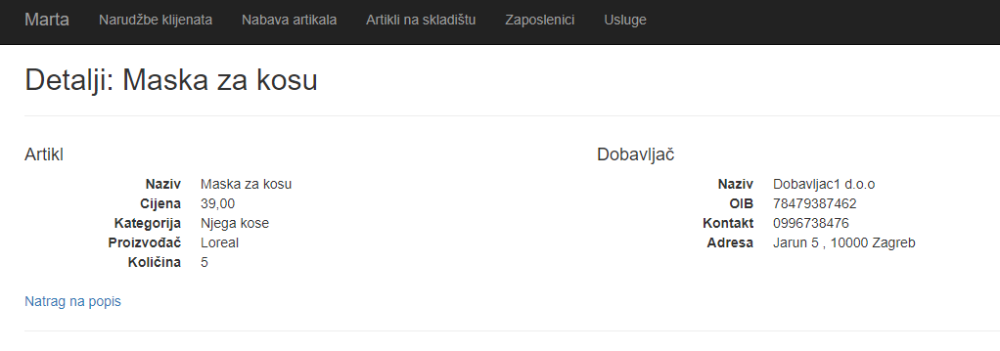 Marta Narudžbe klijenata Nabava artikala Artikli na skladištu Zaposlenici Usluge
Detalji: Maska za kosu
Artikl
Naziv Maska za kosu
Cijena 39,00
Kategorija Njega kose
Proizvođač Loreal
Količina 5
Dobavljač
Naziv Dobavljac1 d.o.o
OIB 78479387462
Kontakt 0996738476
Adresa Jarun 5 , 10000 Zagreb
Natrag na popis